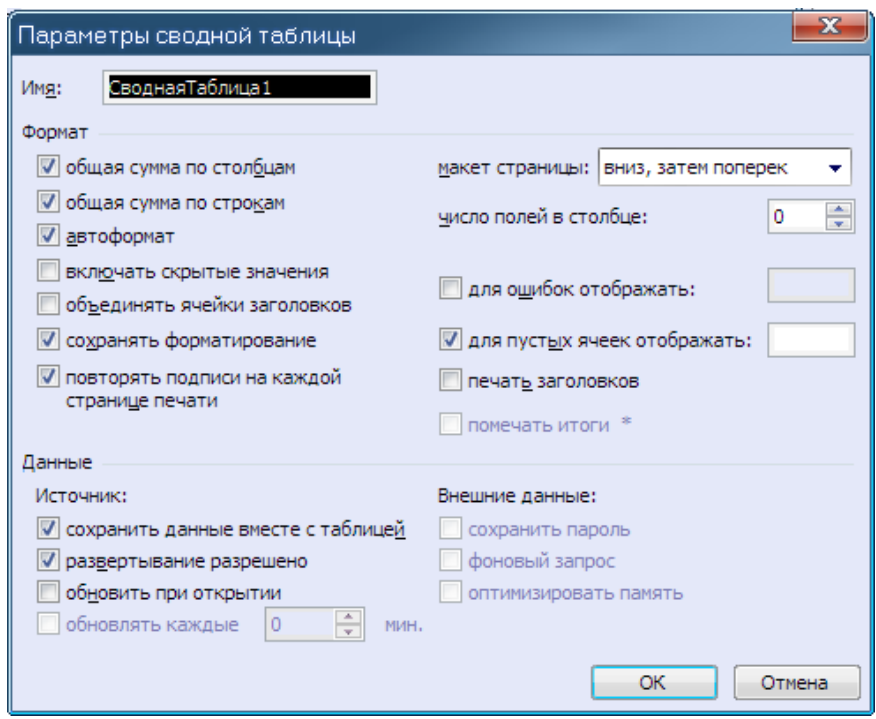 Параметры сводной таблицы
Имя: СводнаяТаблица1
Формат
общая сумма по столбцам
макет страницы: вниз, затем поперек
общая сумма по строкам
число полей в столбце: 0
автоформат
включать скрытые значения
для ошибок отображать:
объединять ячейки заголовков
сохранять форматирование
для пустых ячеек отображать:
повторять подписи на каждой
странице печати
печать заголовков
помечать итоги *
Данные
Источник:
Внешние данные:
сохранить данные вместе с таблицей
сохранить пароль
развертывание разрешено
фоновый запрос
обновить при открытии
оптимизировать память
обновлять каждые 0 мин.
OK
Отмена